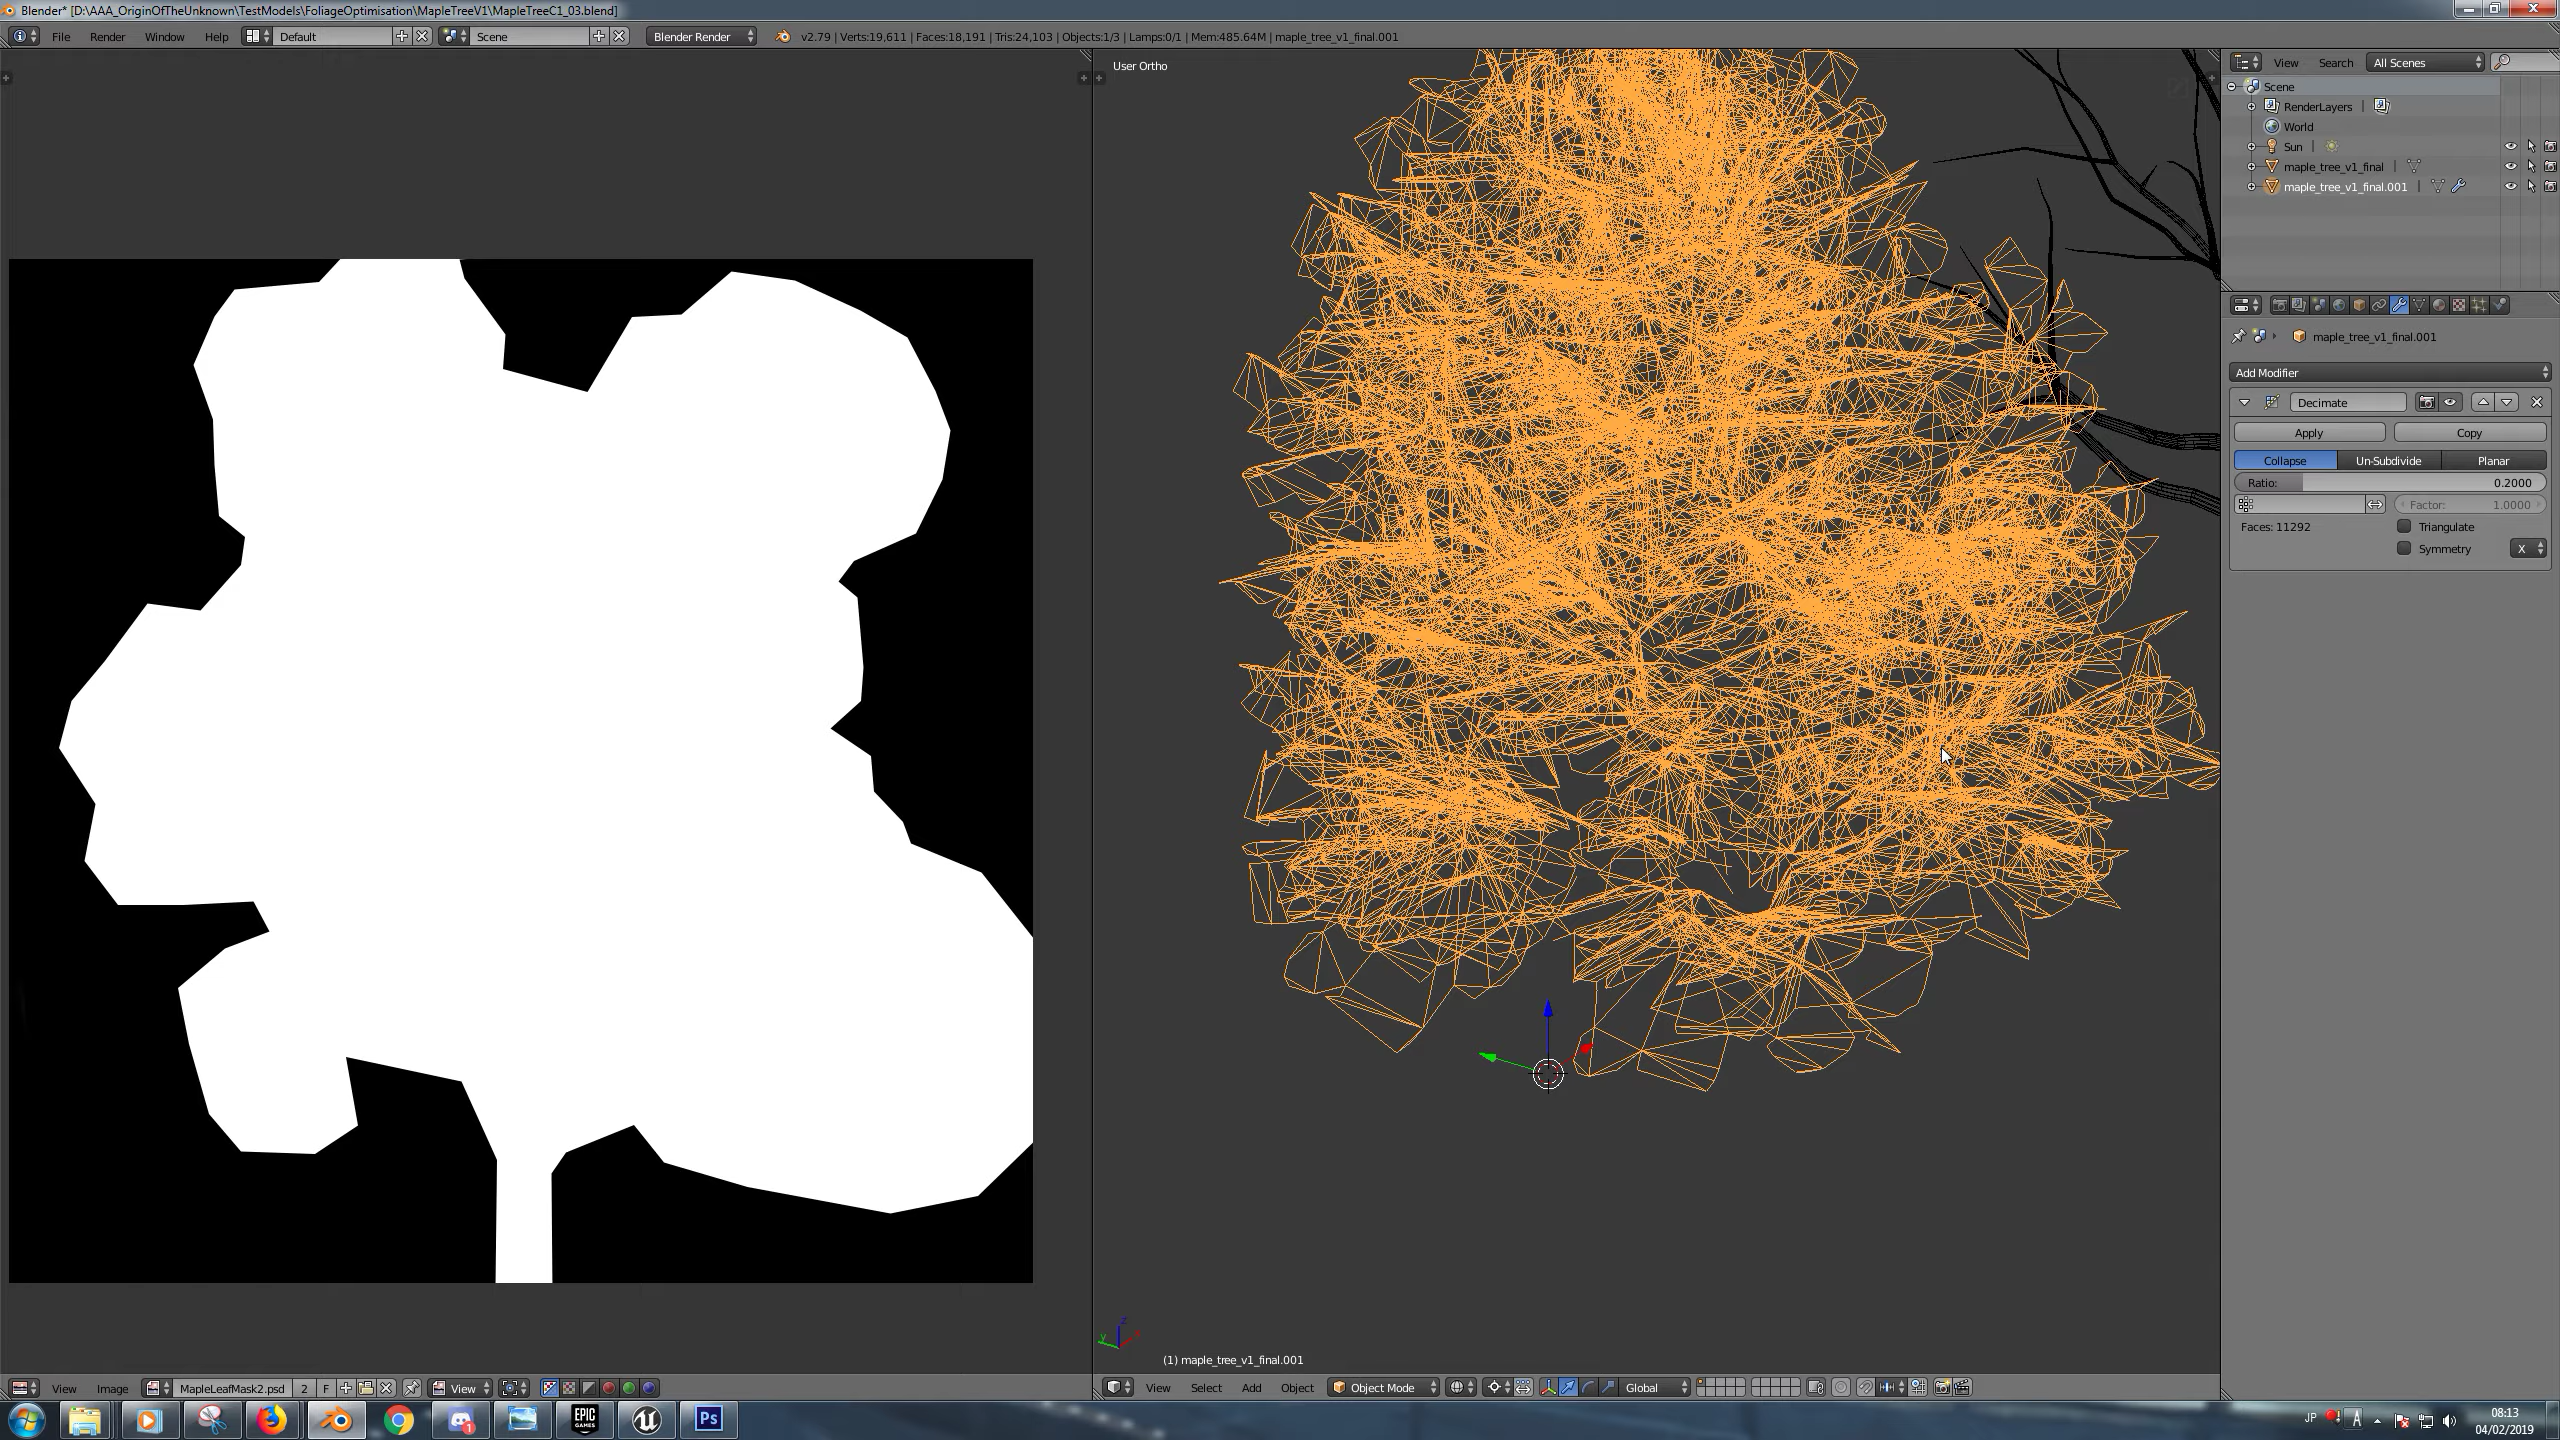 Blender* [D:\AAA_OriginOfTheUnknown\TestModels\FoliageOptimisation\MapleTreeV1\MapleTreeC1_03.blend]
File Render Window Help Default Scene Blender Render v2.79 | Verts:19,611 | Faces:18,191 | Tris:24,103 | Objects:1/3 | Lamps:0/1 | Mem:485.64M | maple_tree_v1_final.001
User Ortho
View Search All Scenes
Scene
RenderLayers
World
Sun
maple_tree_v1_final
maple_tree_v1_final.001
maple_tree_v1_final.001
Add Modifier
Decimate
Apply Copy
Collapse Un-Subdivide Planar
Ratio: 0.2000
Factor: 1.0000
Faces: 11292 Triangulate
Symmetry X
z
y
(1) maple_tree_v1_final.001
View Image MapleLeafMask2.psd 2 F View
View Select Add Object Object Mode Global
EPIC GAMES
Ps
1
JP A
08:13
04/02/2019